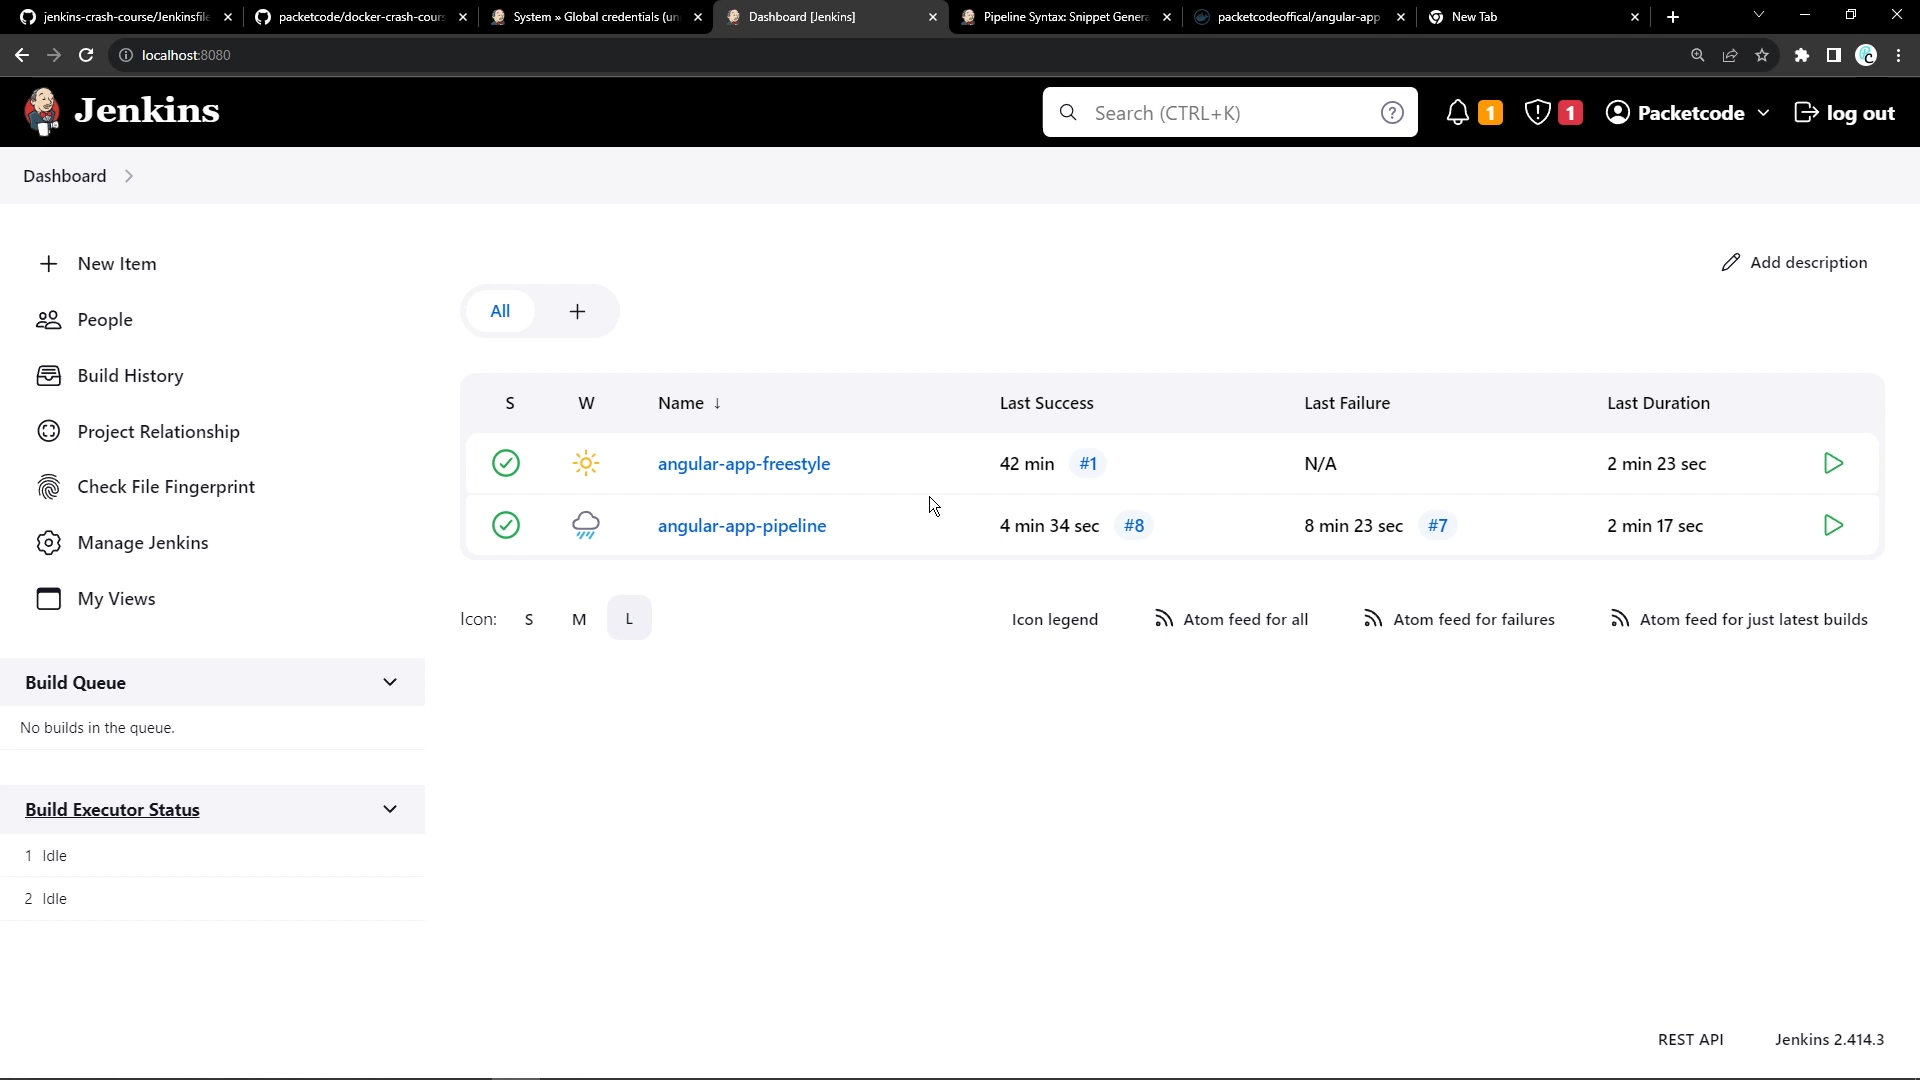 jenkins-crash-course/Jenkinsfile
packetcode/docker-crash-cours
System » Global credentials (un
Dashboard [Jenkins]
Pipeline Syntax: Snippet Genera
packetcodeoffical/angular-app
New Tab
localhost:8080
Jenkins
Search (CTRL+K)
1
1
Packetcode
log out
Dashboard
New Item
People
Build History
Project Relationship
Check File Fingerprint
Manage Jenkins
My Views
Build Queue
No builds in the queue.
Build Executor Status
1 Idle
2 Idle
Add description
All +
S W Name ↓ Last Success Last Failure Last Duration
angular-app-freestyle 42 min #1 N/A 2 min 23 sec
angular-app-pipeline 4 min 34 sec #8 8 min 23 sec #7 2 min 17 sec
Icon: S M L
Icon legend
Atom feed for all
Atom feed for failures
Atom feed for just latest builds
REST API
Jenkins 2.414.3